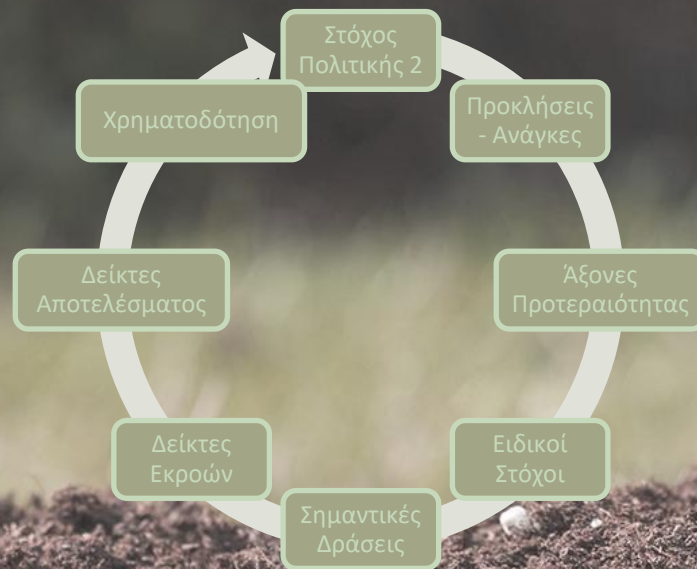 Στόχος
Πολιτικής 2
Προκλήσεις
- Ανάγκες
Άξονες
Προτεραιότητας
Ειδικοί
Στόχοι
Σημαντικές
Δράσεις
Δείκτες
Εκροών
Δείκτες
Αποτελέσματος
Χρηματοδότηση